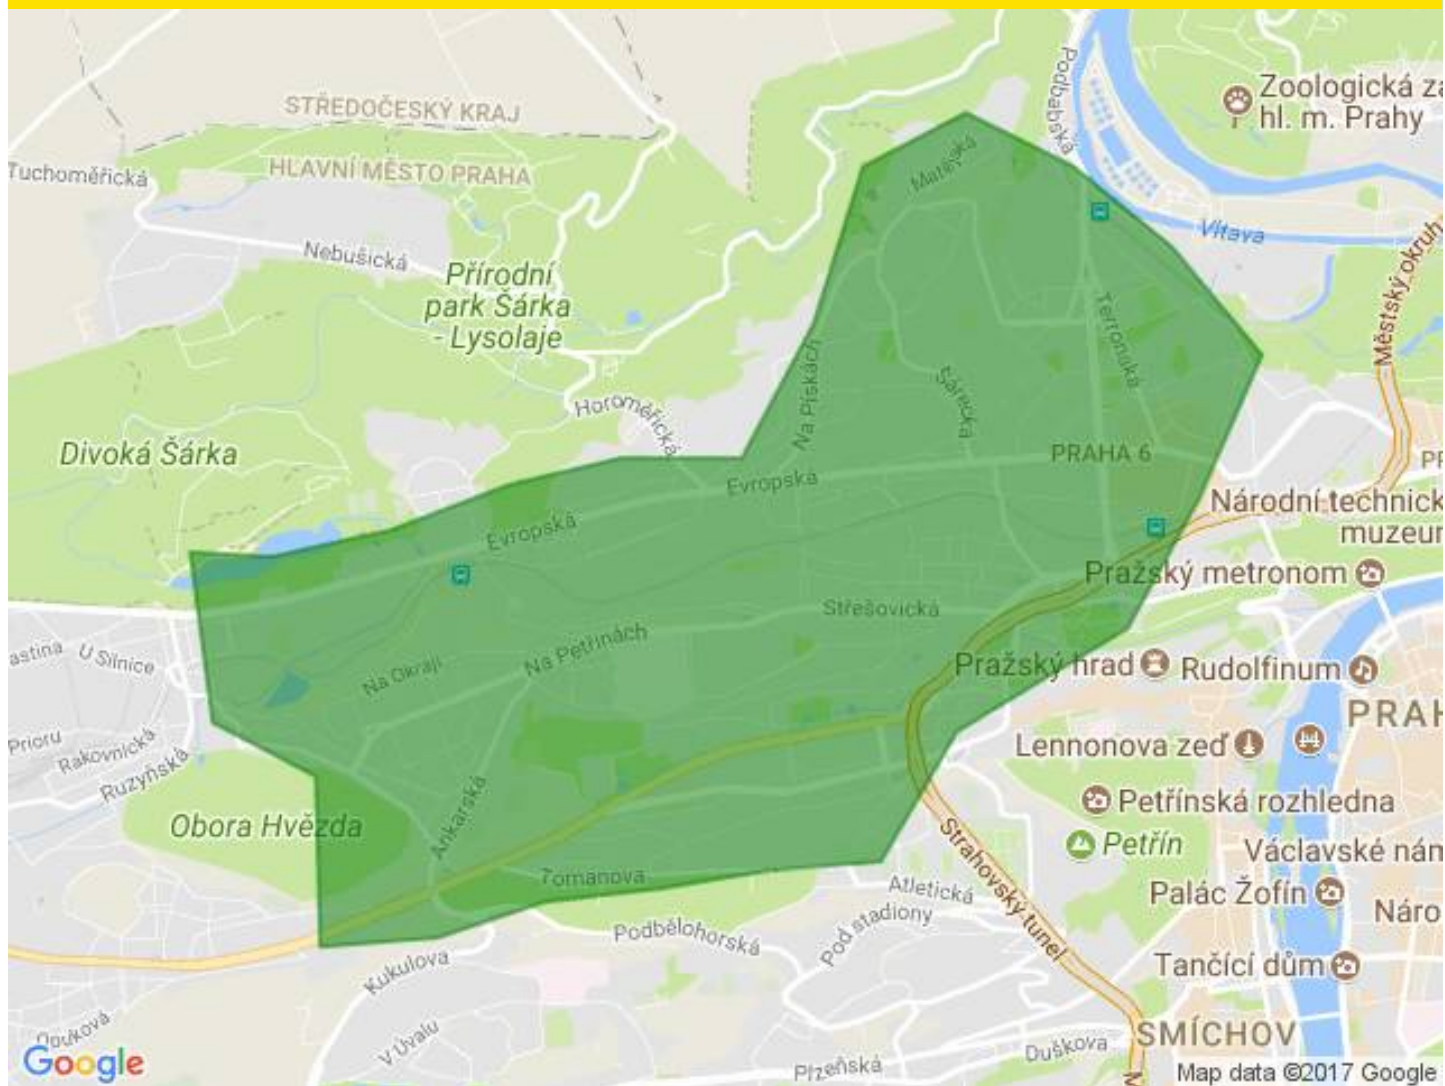 Zoologická za
hl. m. Prahy
Podbabská
STŘEDOČESKÝ KRAJ
HLAVNÍ MĚSTO PRAHA
Tuchoměřická
Matějská
Nebušická
Vltava
Městský okruh
Přírodní
park Šárka
- Lysolaje
Terronská
Na Pískách
Šárecká
Horoměřická
Divoká Šárka
PRAHA 6
Evropská
Národní technick
muzeum
Evropská
Pražský metronom
Střešovická
Na Petřinách
U Silnice
Na Okraji
Pražský hrad
Rudolfinum
PRAH
Prioru
Rakovnická
Ruzyňská
Lennonova zeď
Petřínská rozhledna
Obora Hvězda
Ankarská
Petřín
Václavské nám
Strahovský tunel
Tomanova
Atletická
Palác Žofín
Náro
Podbělohorská
Pod stadiony
Kukulova
Tančící dům
V Úvalu
SMÍCHOV
Duškova
Plzeňská
Google
Map data ©2017 Google